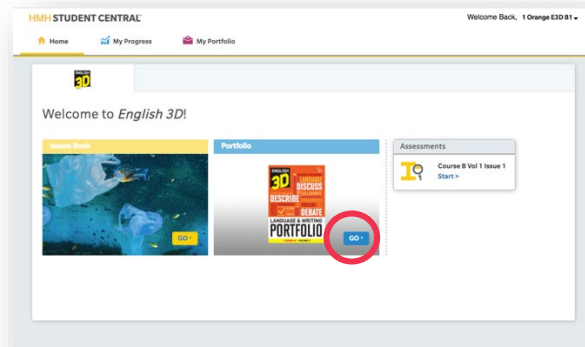 HMH STUDENT CENTRAL
Welcome Back, 1 Orange E3D B1
Home
My Progress
My Portfolio
3D
Welcome to English 3D!
Issues Book
GO ›
Portfolio
ENGLISH
3D
LANGUAGE
DISCUSS
DESCRIBE
DEBATE
LANGUAGE & WRITING
PORTFOLIO
GO ›
Assessments
Course B Vol 1 Issue 1
Start >